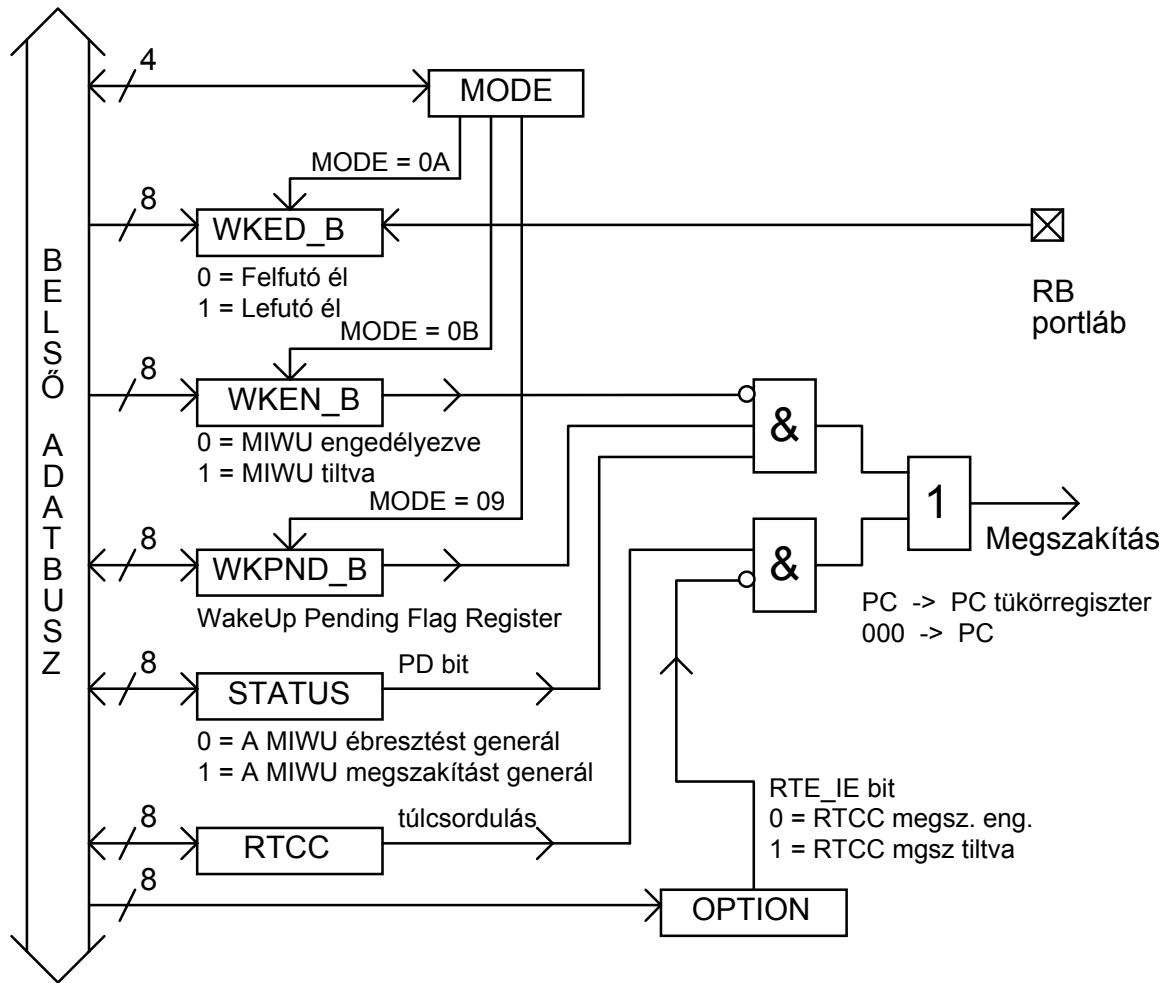 4
MODE
MODE = 0A
8
WKED_B
0 = Felfutó él
1 = Lefutó él
RB
portláb
BELSŐ ADATBUSZ
MODE = 0B
8
WKEN_B
0 = MIWU engedélyezve
1 = MIWU tiltva
&
MODE = 09
1
Megszakítás
8
WKPND_B
&
WakeUp Pending Flag Register
PC -> PC tükörregiszter
000 -> PC
8
PD bit
STATUS
0 = A MIWU ébresztést generál
1 = A MIWU megszakítást generál
RTE_IE bit
0 = RTCC megsz. eng.
1 = RTCC mgsz tiltva
8
túlcsordulás
RTCC
8
OPTION